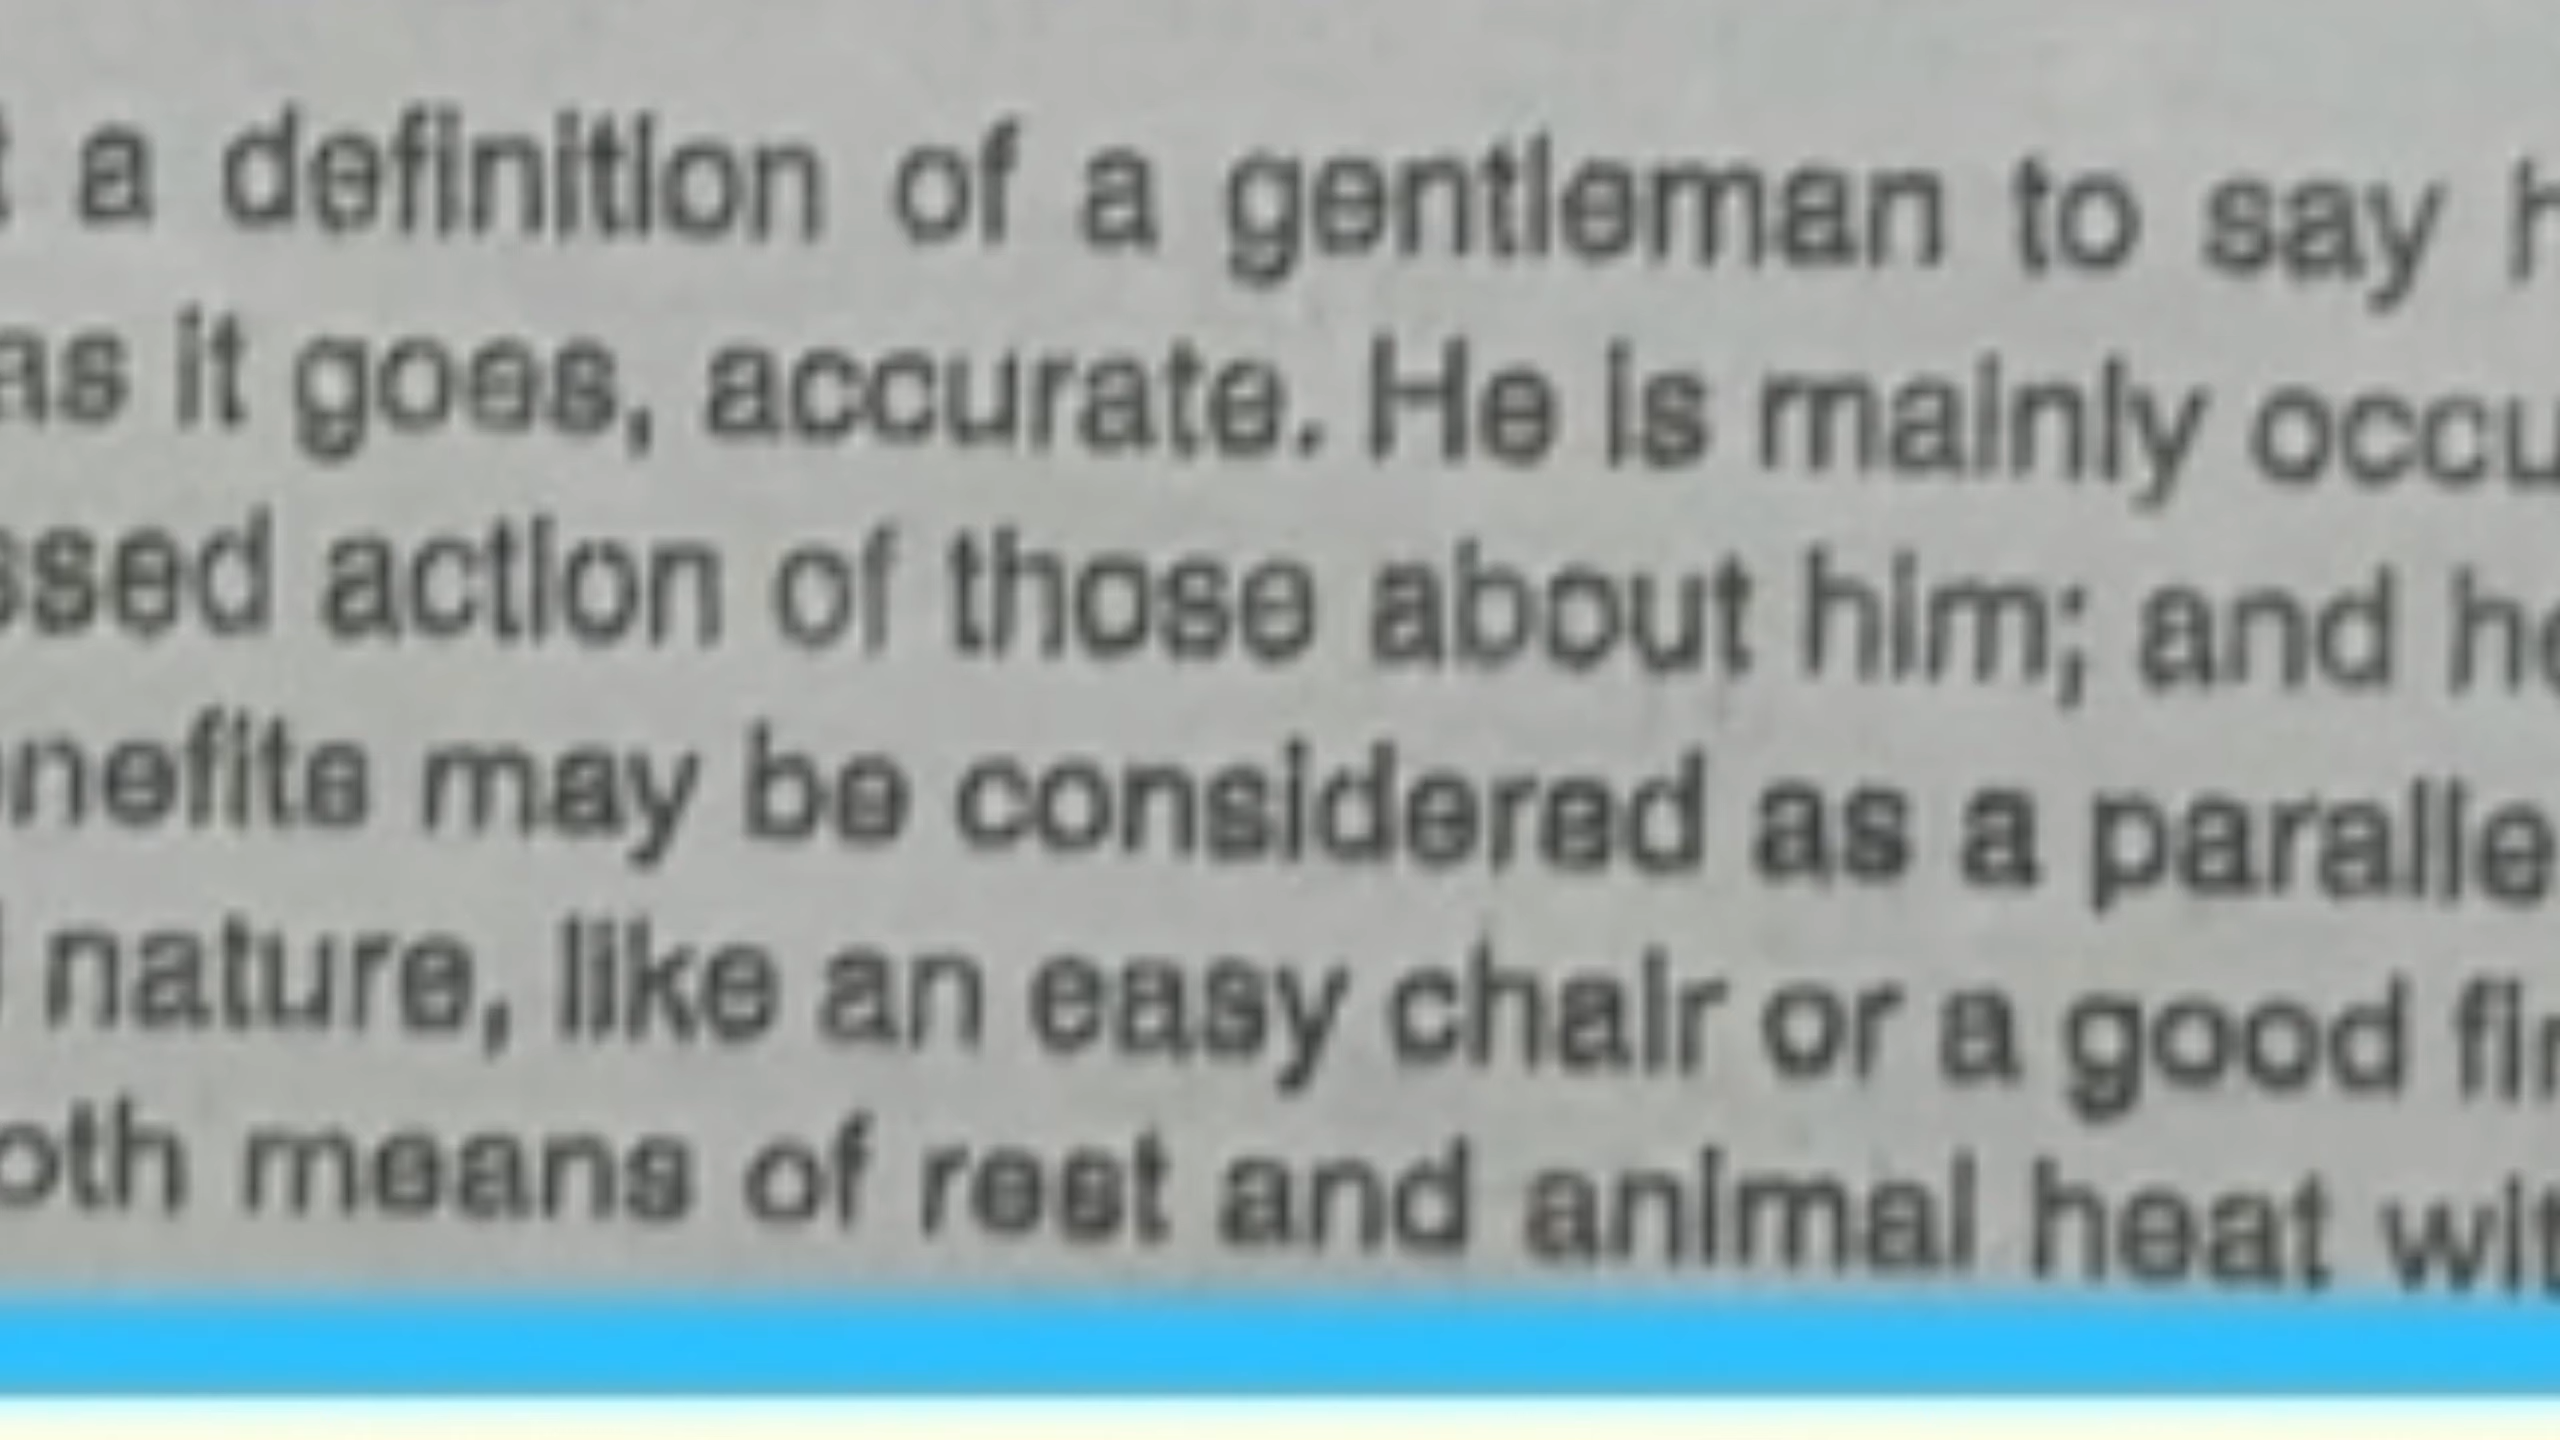 a definition of a gentleman to say
as it goes, accurate. He is mainly occu
ssed action of those about him; and he
nefits may be considered as a paralle
nature, like an easy chair or a good fir
oth means of rest and animal heat wit